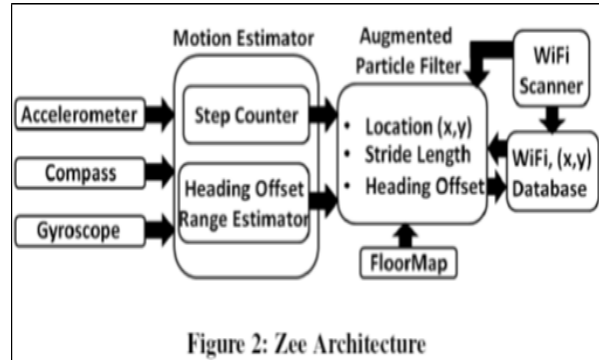 Motion Estimator
Accelerometer
Compass
Gyroscope
Step Counter
Heading Offset
Range Estimator
Augmented
Particle Filter
• Location (x,y)
• Stride Length
• Heading Offset
FloorMap
WiFi
Scanner
WiFi, (x,y)
Database
Figure 2: Zee Architecture